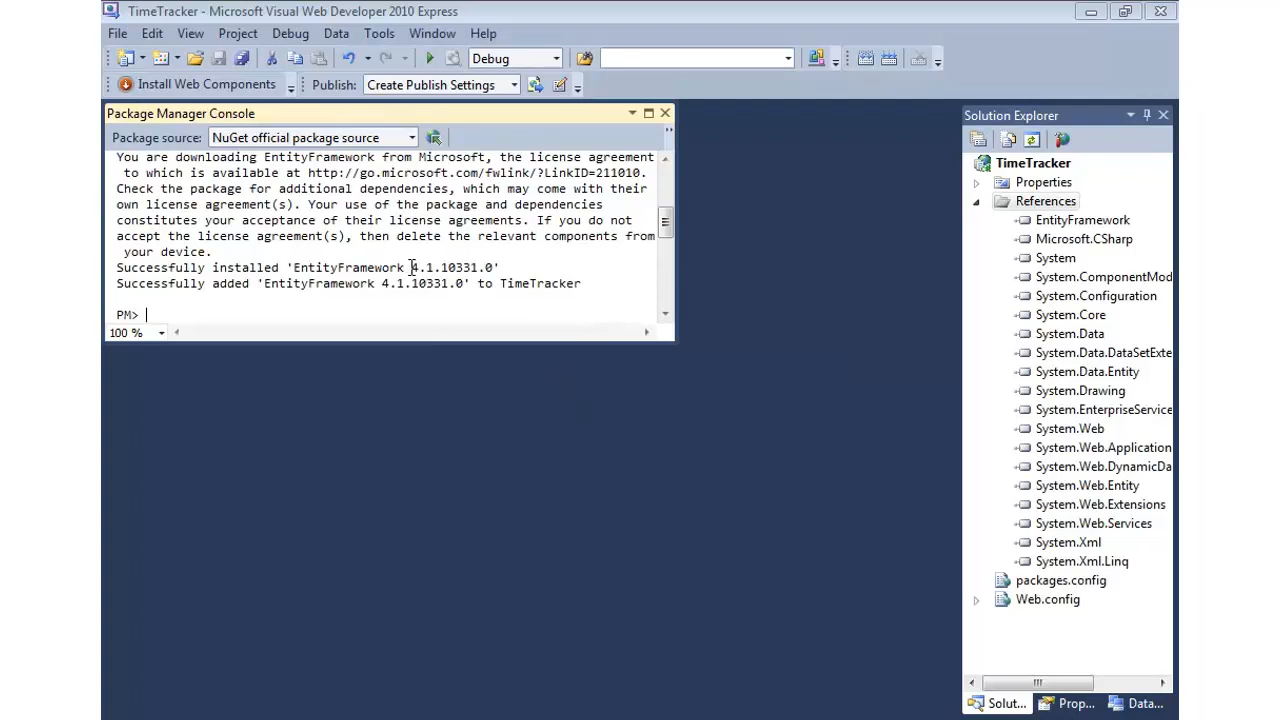 TimeTracker - Microsoft Visual Web Developer 2010 Express
File Edit View Project Debug Data Tools Window Help
Debug
Install Web Components Publish: Create Publish Settings
Package Manager Console
Package source: NuGet official package source
You are downloading EntityFramework from Microsoft, the license agreement
to which is available at http://go.microsoft.com/fwlink/?LinkID=211010.
Check the package for additional dependencies, which may come with their
own license agreement(s). Your use of the package and dependencies
constitutes your acceptance of their license agreements. If you do not
accept the license agreement(s), then delete the relevant components from
your device.
Successfully installed 'EntityFramework 4.1.10331.0'
Successfully added 'EntityFramework 4.1.10331.0' to TimeTracker
PM>
100 %
Solution Explorer
TimeTracker
Properties
References
EntityFramework
Microsoft.CSharp
System
System.ComponentMod
System.Configuration
System.Core
System.Data
System.Data.DataSetExte
System.Data.Entity
System.Drawing
System.EnterpriseService
System.Web
System.Web.Application
System.Web.DynamicDa
System.Web.Entity
System.Web.Extensions
System.Web.Services
System.Xml
System.Xml.Linq
packages.config
Web.config
Solut... Prop... Data...